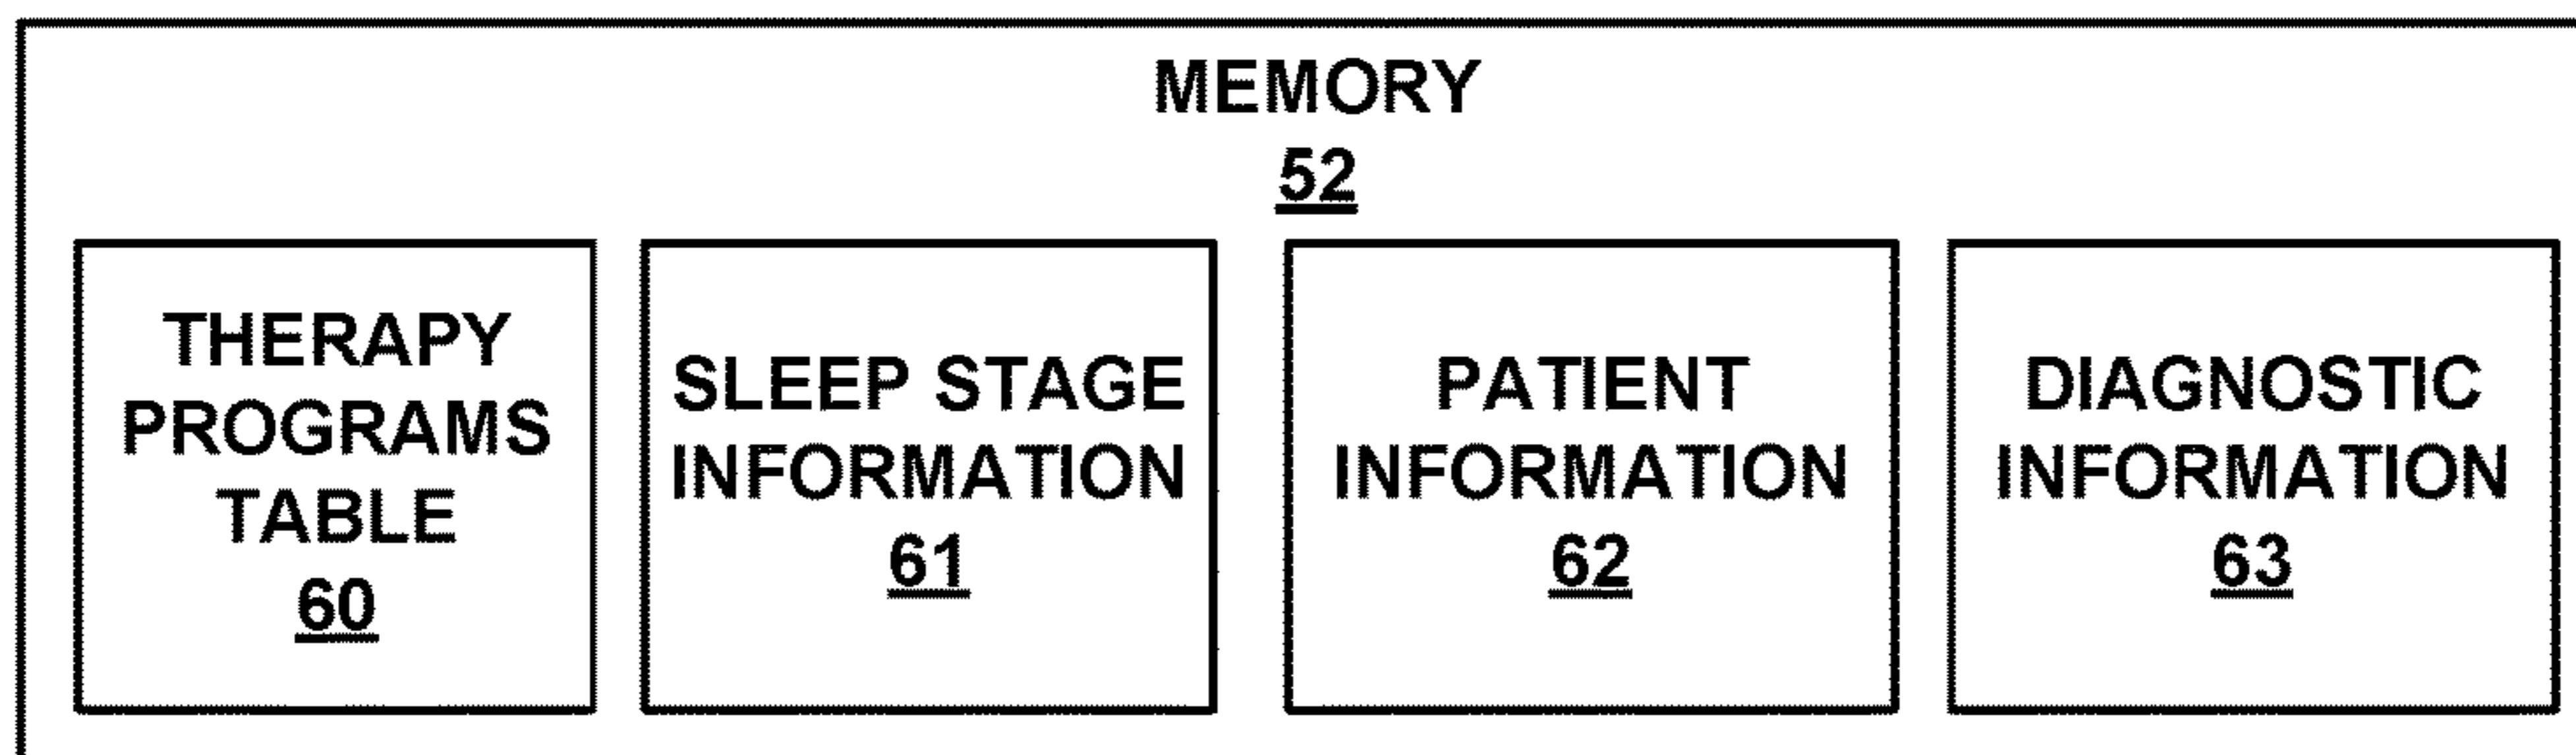 MEMORY
52
THERAPY
PROGRAMS
TABLE
60
SLEEP STAGE
INFORMATION
61
PATIENT
INFORMATION
62
DIAGNOSTIC
INFORMATION
63